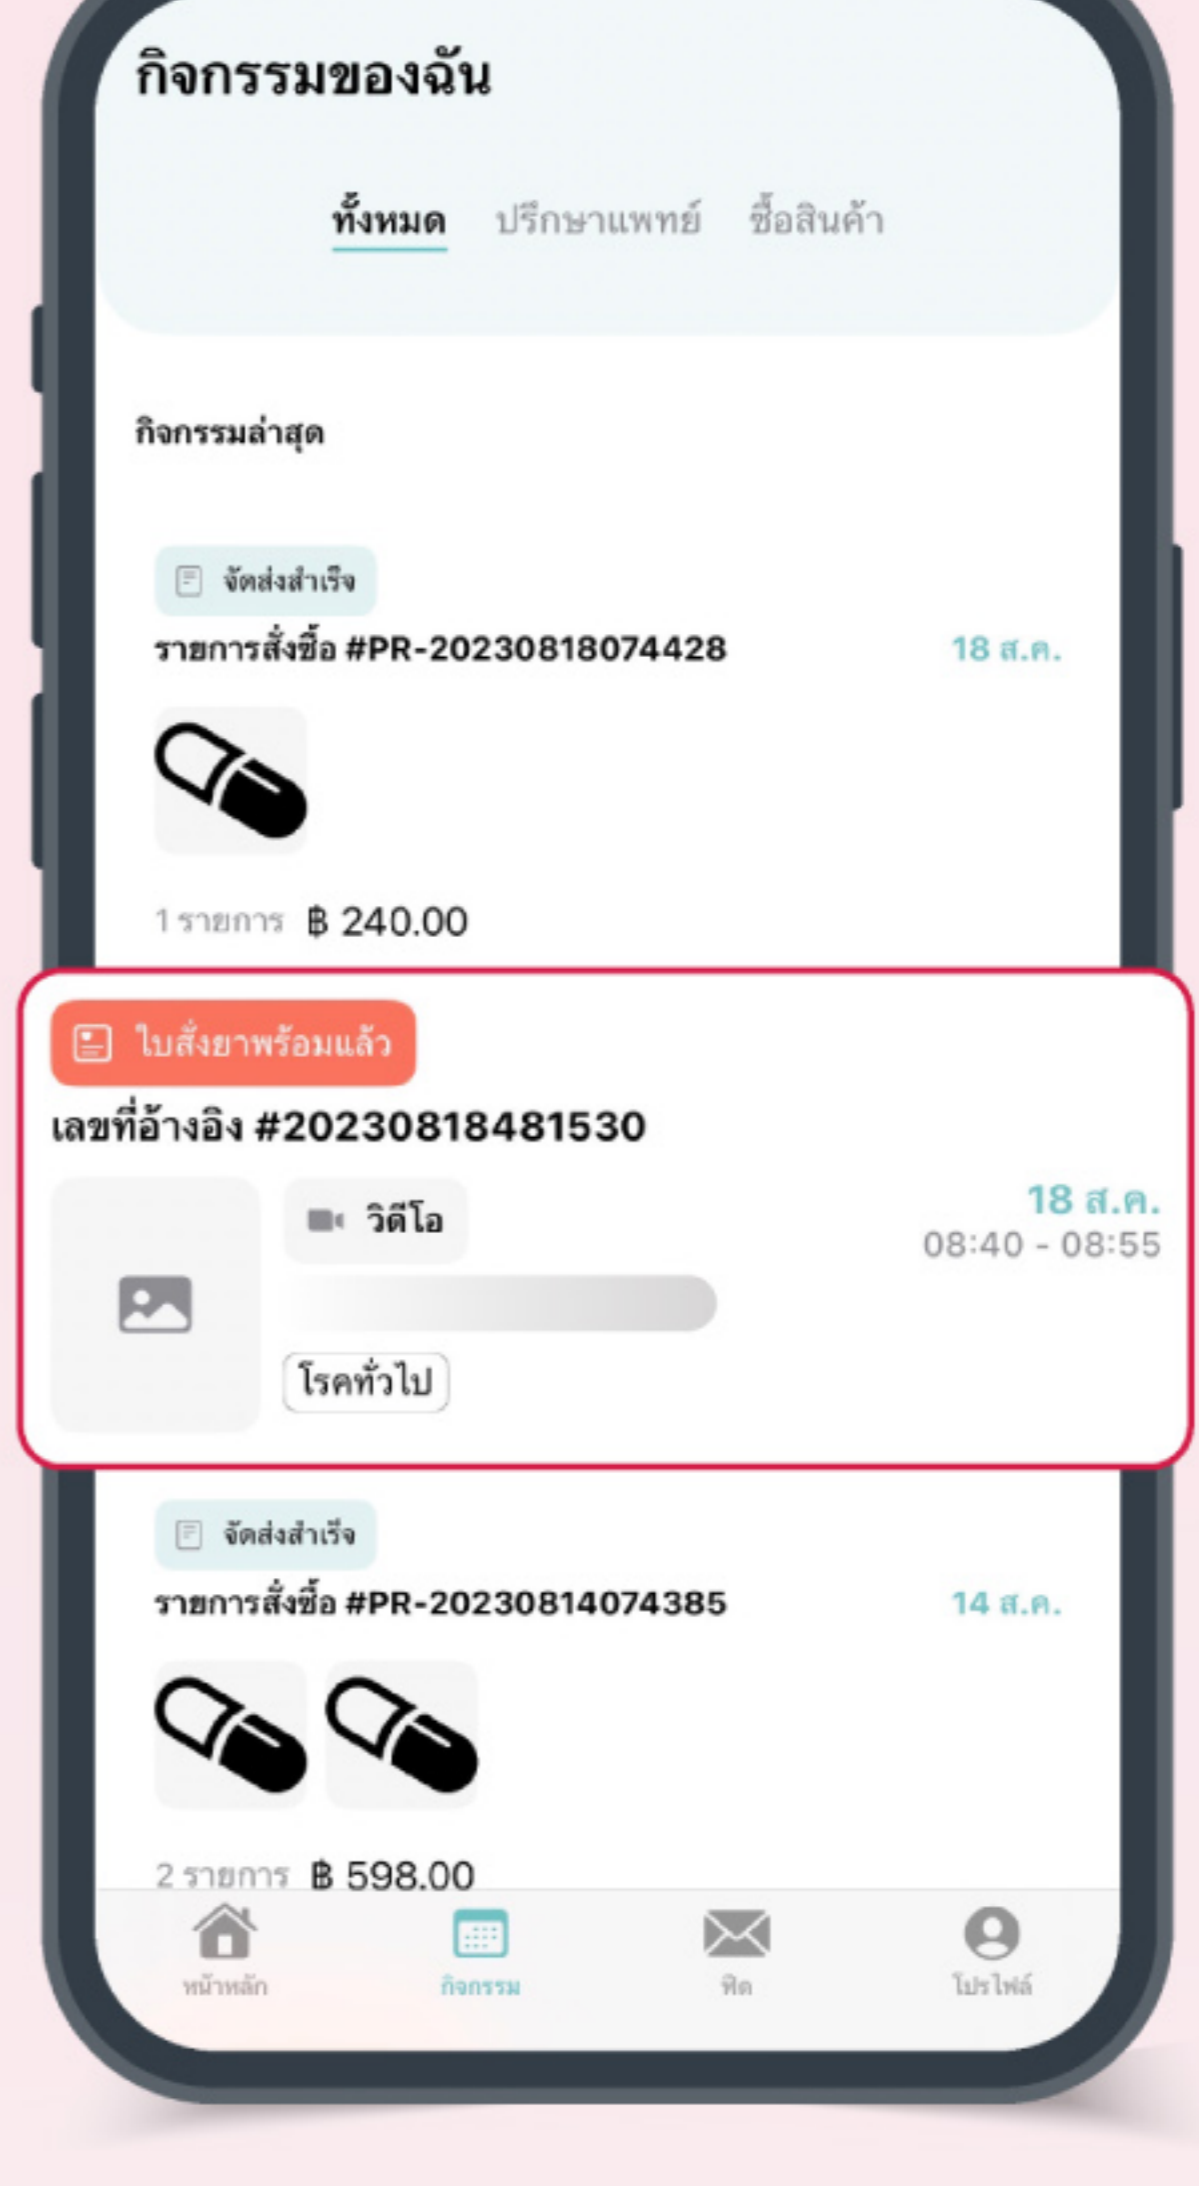 กิจกรรมของฉัน
ทั้งหมด ปรึกษาแพทย์ ซื้อสินค้า
กิจกรรมล่าสุด
จัดส่งสำเร็จ
รายการสั่งซื้อ #PR-20230818074428 18 ส.ค.
1 รายการ ฿ 240.00
ใบสั่งยาพร้อมแล้ว
เลขที่อ้างอิง #20230818481530
วิดีโอ 18 ส.ค.
08:40 - 08:55
โรคทั่วไป
จัดส่งสำเร็จ
รายการสั่งซื้อ #PR-20230814074385 14 ส.ค.
2 รายการ ฿ 598.00
หน้าหลัก กิจกรรม ฟีด โปรไฟล์